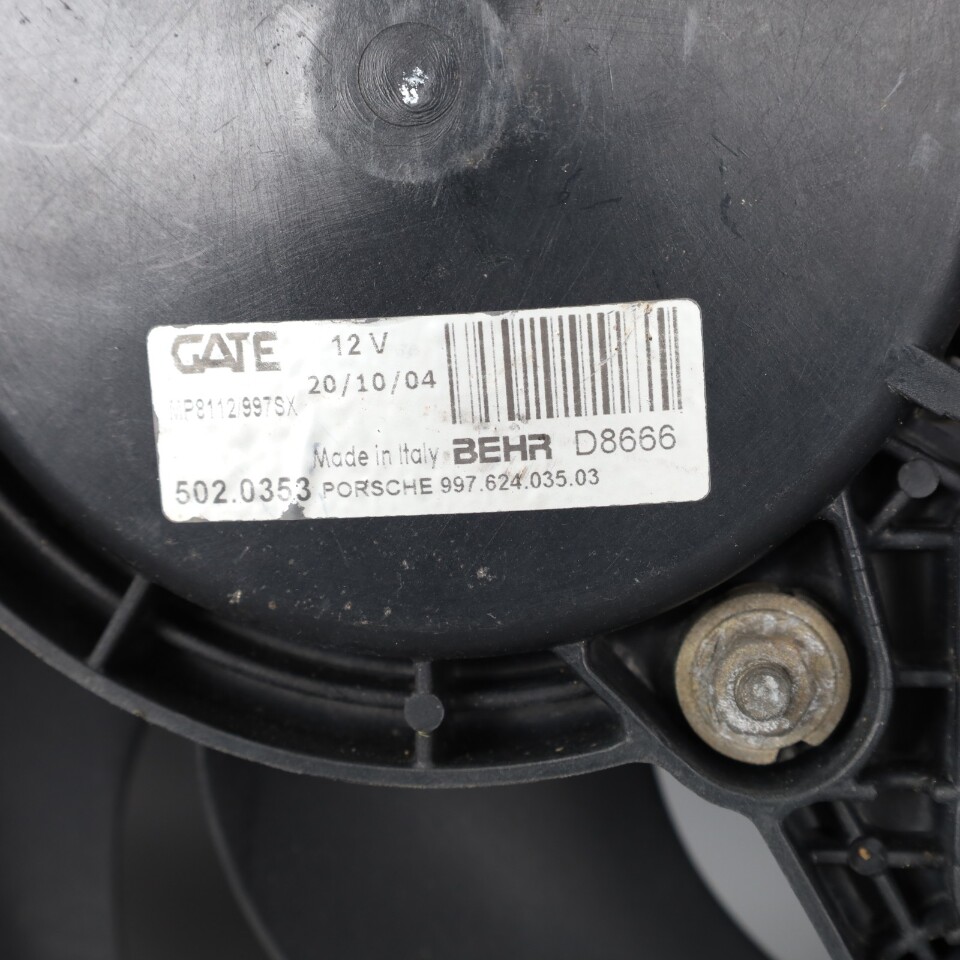 GATE 12 V
20/10/04
MP8112/997SX
Made in Italy BEHR D8666
502.0353 PORSCHE 997.624.035.03